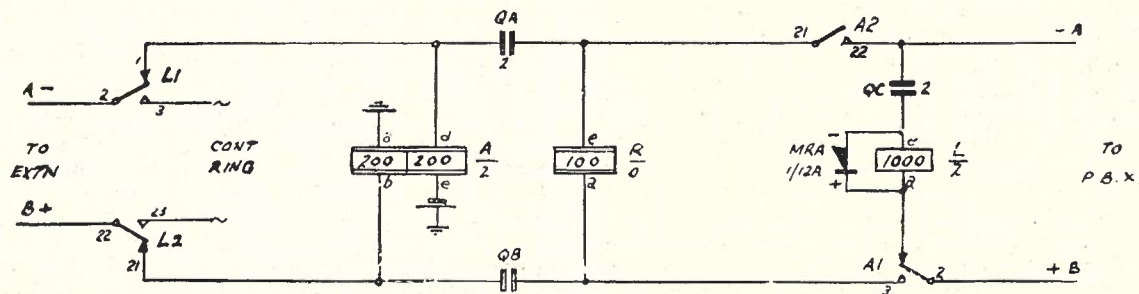 QA
2
21 A2
22
- A
1
L1
A -
2
3
QC 2
TO
EXTN
CONT
RING
d
200 200
A
2
b
e
e
100
R
0
a
MRA
1/12A
-
+
1000
L
2
a
TO
P.B.X
B +
23
22
L2
21
QB
A1
2
3
+ B